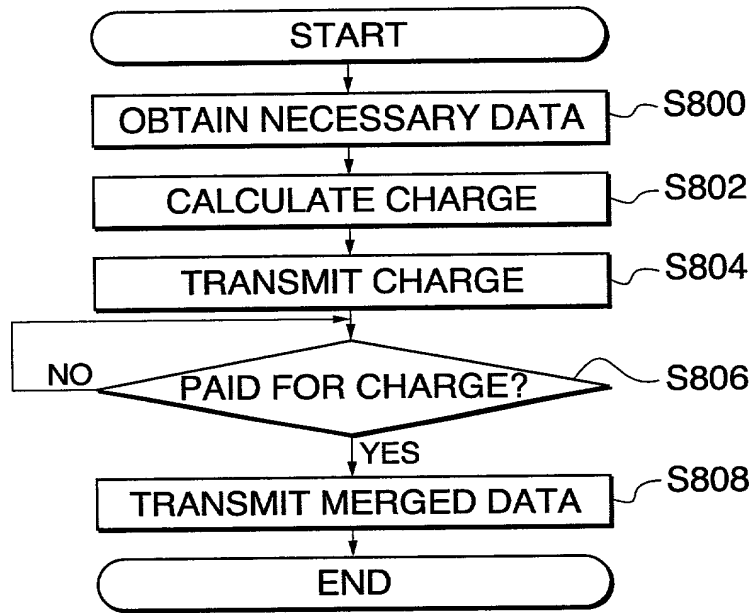 START
OBTAIN NECESSARY DATA
S800
CALCULATE CHARGE
S802
TRANSMIT CHARGE
S804
NO
PAID FOR CHARGE?
S806
YES
TRANSMIT MERGED DATA
S808
END